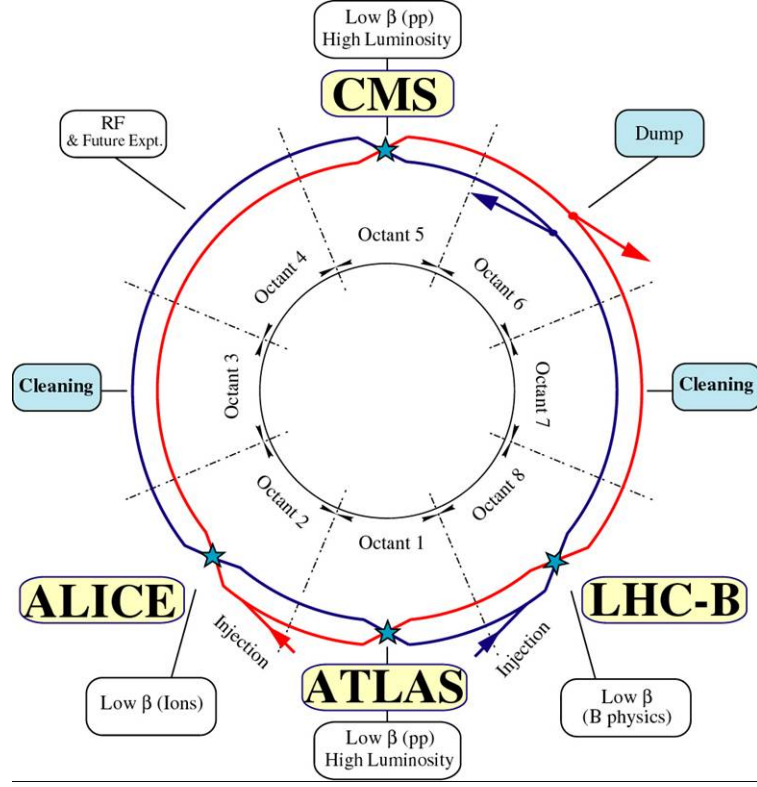 Low β (pp)
High Luminosity
CMS
RF
& Future Expt.
Dump
Octant 5
Octant 4
Octant 6
Cleaning
Octant 3
Octant 7
Cleaning
Octant 2
Octant 8
Octant 1
ALICE
LHC-B
Injection
Injection
ATLAS
Low β (Ions)
Low β
(B physics)
Low β (pp)
High Luminosity